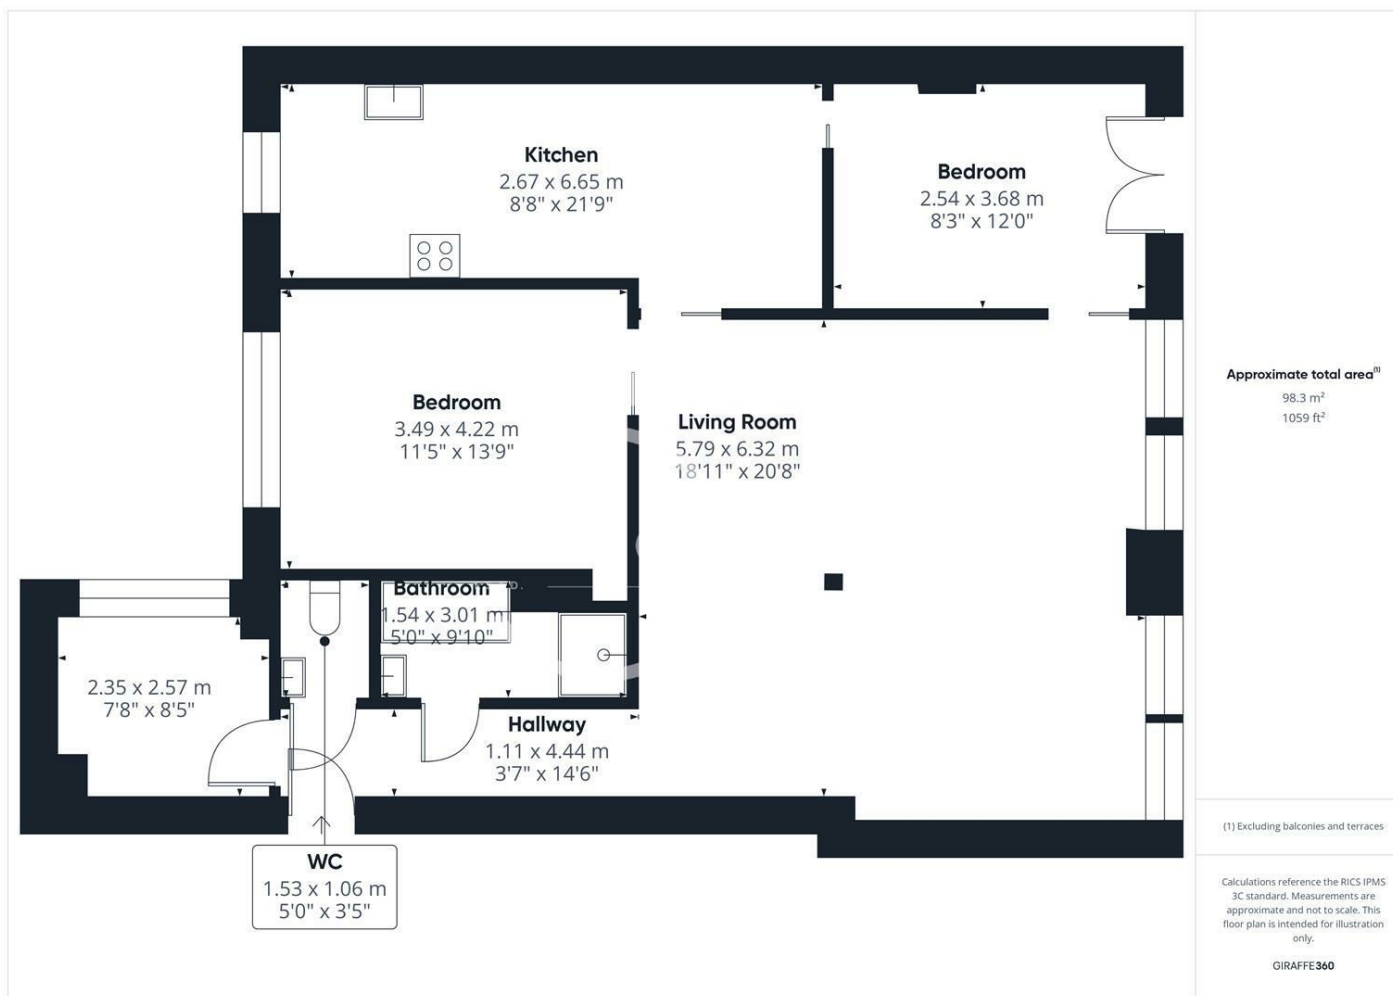 Kitchen
2.67 x 6.65 m
8'8" x 21'9"
Bedroom
2.54 x 3.68 m
8'3" x 12'0"
Bedroom
3.49 x 4.22 m
11'5" x 13'9"
Living Room
5.79 x 6.32 m
18'11" x 20'8"
Bathroom
1.54 x 3.01 m
5'0" x 9'10"
2.35 x 2.57 m
7'8" x 8'5"
Hallway
1.11 x 4.44 m
3'7" x 14'6"
WC
1.53 x 1.06 m
5'0" x 3'5"
Approximate total area(1)
98.3 m²
1059 ft²
(1) Excluding balconies and terraces
Calculations reference the RICS IPMS
3C standard. Measurements are
approximate and not to scale. This
floor plan is intended for illustration
only.
GIRAFFE360